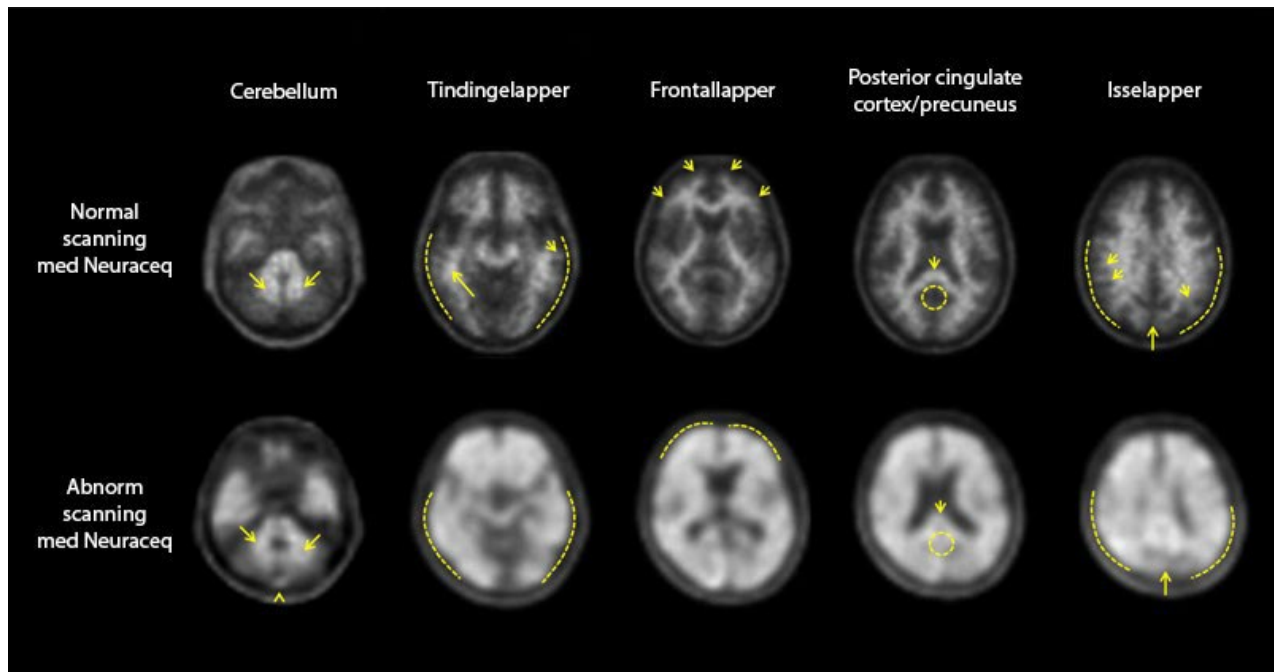 Cerebellum
Tindingelapper
Frontallapper
Posterior cingulate
cortex/precuneus
Isselapper
Normal
scanning
med Neuraceq
Abnorm
scanning
med Neuraceq